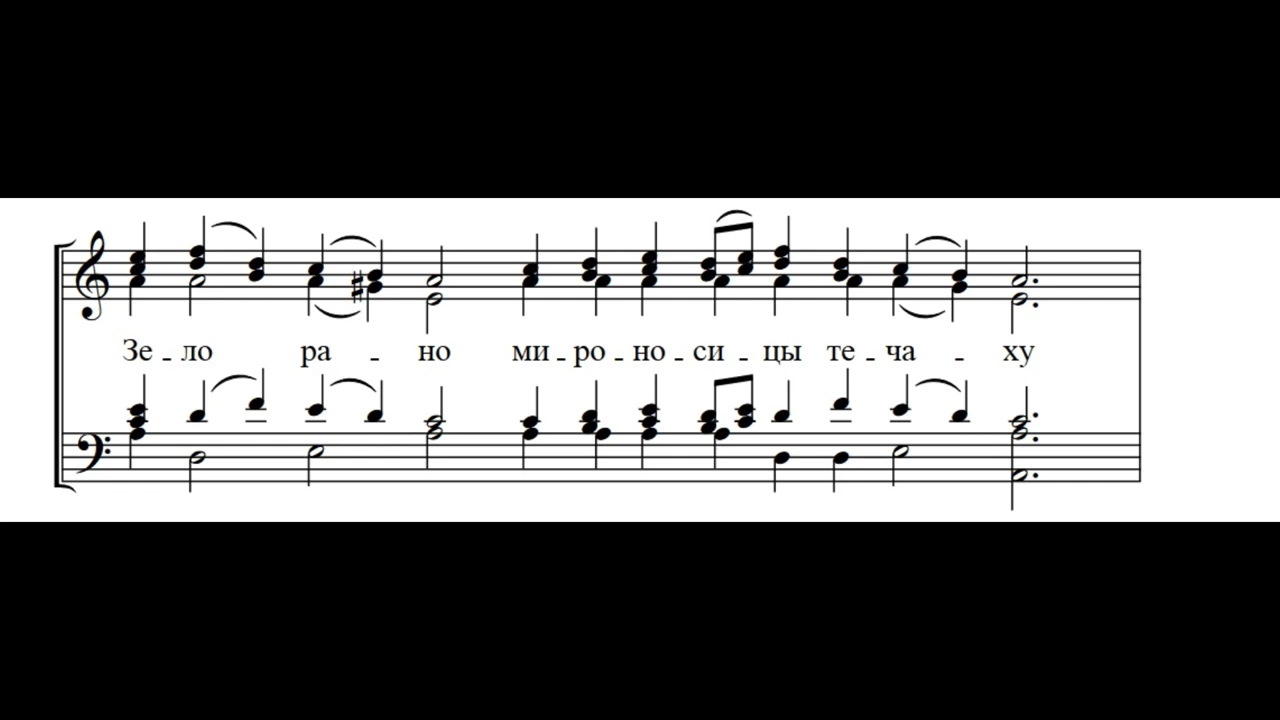 Зе - ло ра - но ми - ро - но - си - цы те - ча - ху